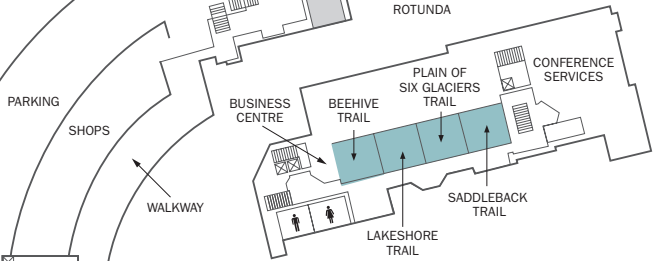 ROTUNDA
PARKING
SHOPS
WALKWAY
BUSINESS
CENTRE
BEEHIVE
TRAIL
PLAIN OF
SIX GLACIERS
TRAIL
CONFERENCE
SERVICES
LAKESHORE
TRAIL
SADDLEBACK
TRAIL